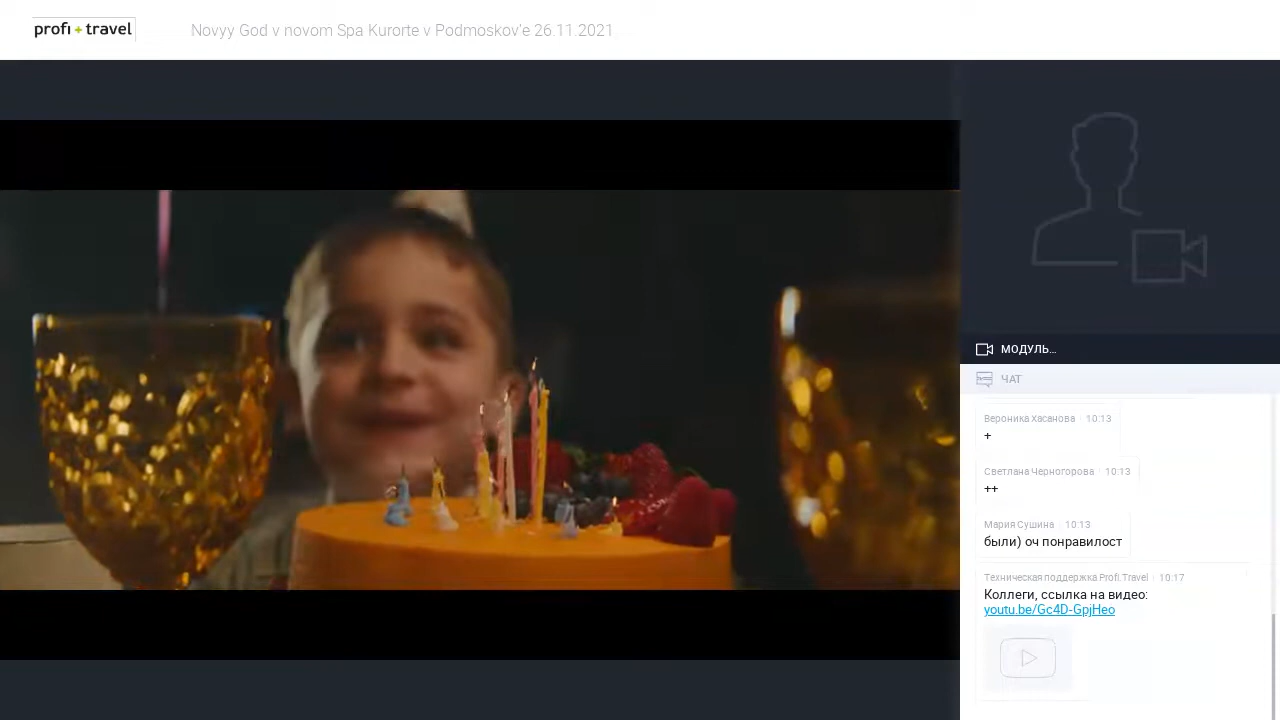 profi + travel
Novyy God v novom Spa Kurorte v Podmoskov'e 26.11.2021
МОДУЛЬ...
ЧАТ
Вероника Хасанова 10:13
+
Светлана Черногорова 10:13
++
Мария Сушина 10:13
были) оч понравилост
Техническая поддержка Profi.Travel 10:17
Коллеги, ссылка на видео:
youtu.be/Gc4D-GpjHeo